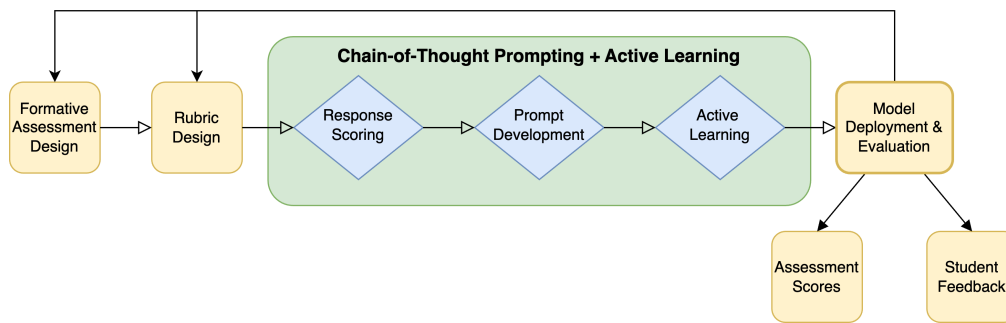 Chain-of-Thought Prompting + Active Learning
Formative
Assessment
Design
Rubric
Design
Response
Scoring
Prompt
Development
Active
Learning
Model
Deployment &
Evaluation
Assessment
Scores
Student
Feedback